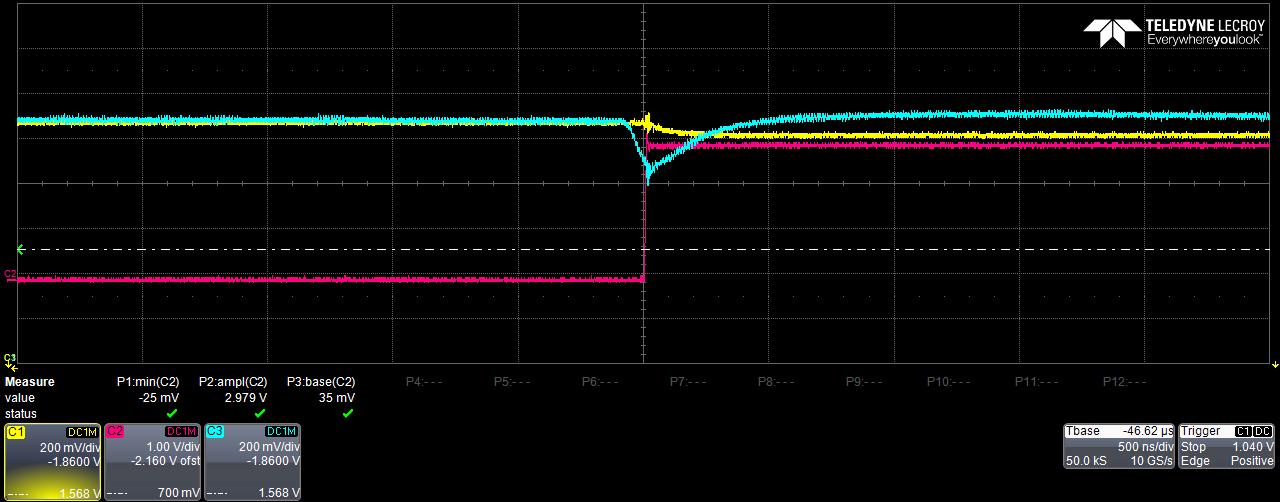 TELEDYNE LECROY
Everywhereyoulook™
C2
C3
Measure P1:min(C2) P2:ampl(C2) P3:base(C2) P4:--- P5:--- P6:--- P7:--- P8:--- P9:--- P10:--- P11:--- P12:---
value -25 mV 2.979 V 35 mV
status
C1 DC1M
200 mV/div
-1.8600 V
1.568 V
C2 DC1M
1.00 V/div
-2.160 V ofst
700 mV
C3 DC1M
200 mV/div
-1.8600 V
1.568 V
Tbase -46.62 µs
500 ns/div
50.0 kS 10 GS/s
Trigger C1 DC
Stop 1.040 V
Edge Positive